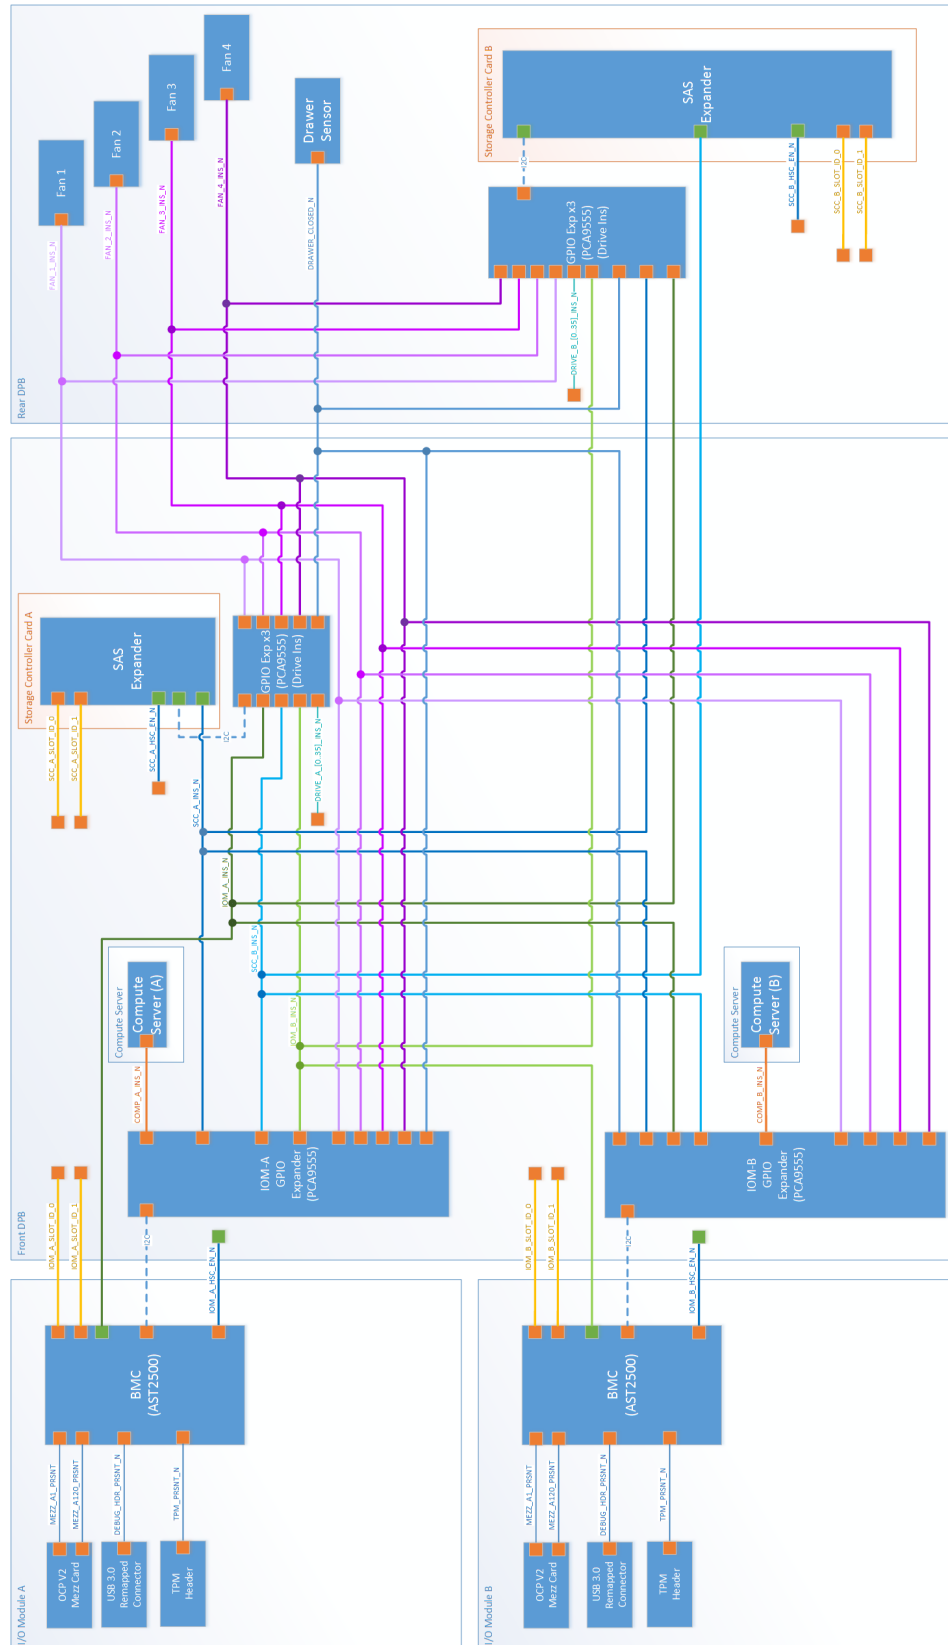 Rear DPB
Fan 1
Fan 2
Fan 3
Fan 4
Drawer
Sensor
FAN_1_INS_N
FAN_2_INS_N
FAN_3_INS_N
FAN_4_INS_N
DRAWER_CLOSED_N
Storage Controller Card B
SAS
Expander
I2C
SCC_B_HSC_EN_N
SCC_B_SLOT_ID_0
SCC_B_SLOT_ID_1
GPIO Exp x3
(PCA9555)
(Drive Ins)
DRIVE_B_[0..35]_INS_N
Front DPB
Storage Controller Card A
SAS
Expander
SCC_A_SLOT_ID_0
SCC_A_SLOT_ID_1
SCC_A_HSC_EN_N
I2C
GPIO Exp x3
(PCA9555)
(Drive Ins)
DRIVE_A_[0..35]_INS_N
SCC_A_INS_N
IOM_A_INS_N
SCC_B_INS_N
IOM_B_INS_N
Compute Server
Compute
Server (A)
COMP_A_INS_N
Compute Server
Compute
Server (B)
COMP_B_INS_N
IOM-A
GPIO
Expander
(PCA9555)
IOM-B
GPIO
Expander
(PCA9555)
IOM_A_SLOT_ID_0
IOM_A_SLOT_ID_1
I2C
IOM_A_HSC_EN_N
IOM_B_SLOT_ID_0
IOM_B_SLOT_ID_1
I2C
IOM_B_HSC_EN_N
I/O Module A
BMC
(AST2500)
MEZZ_A1_PRSNT
MEZZ_A120_PRSNT
DEBUG_HDR_PRSNT_N
TPM_PRSNT_N
OCP V2
Mezz Card
USB 3.0
Remapped
Connector
TPM
Header
I/O Module B
BMC
(AST2500)
MEZZ_A1_PRSNT
MEZZ_A120_PRSNT
DEBUG_HDR_PRSNT_N
TPM_PRSNT_N
OCP V2
Mezz Card
USB 3.0
Remapped
Connector
TPM
Header